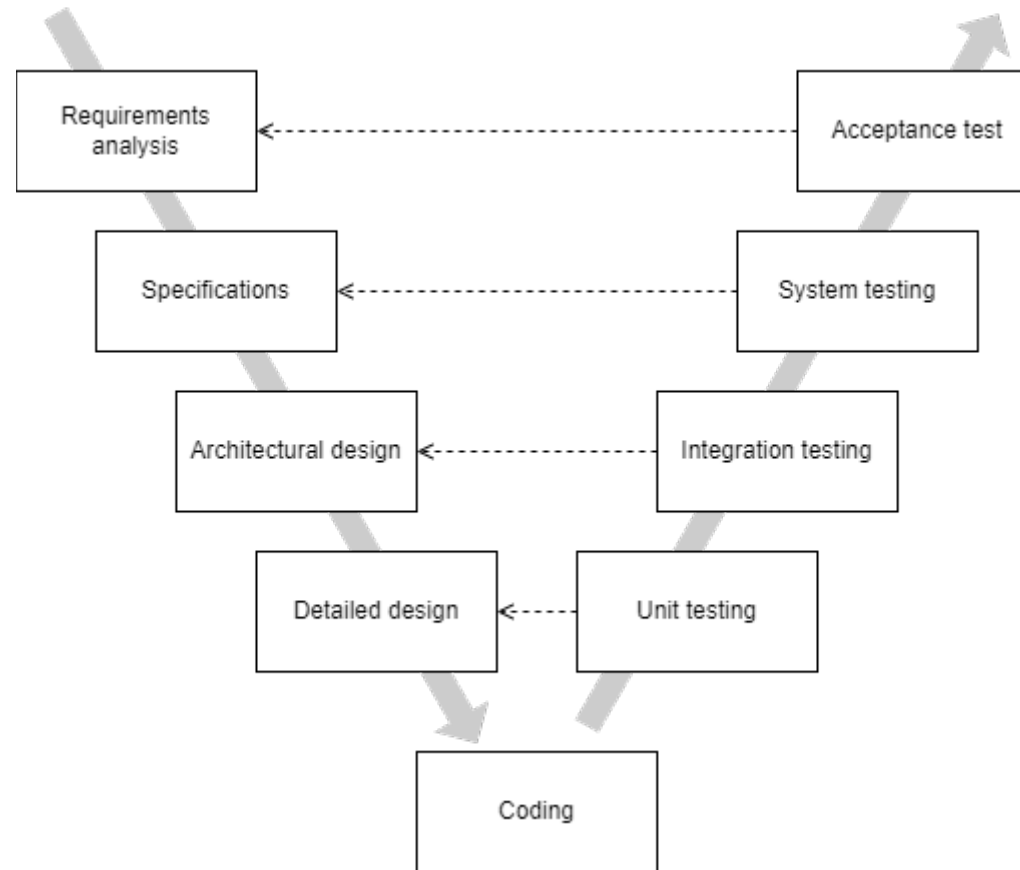 Requirements
analysis
Acceptance test
Specifications
System testing
Architectural design
Integration testing
Detailed design
Unit testing
Coding